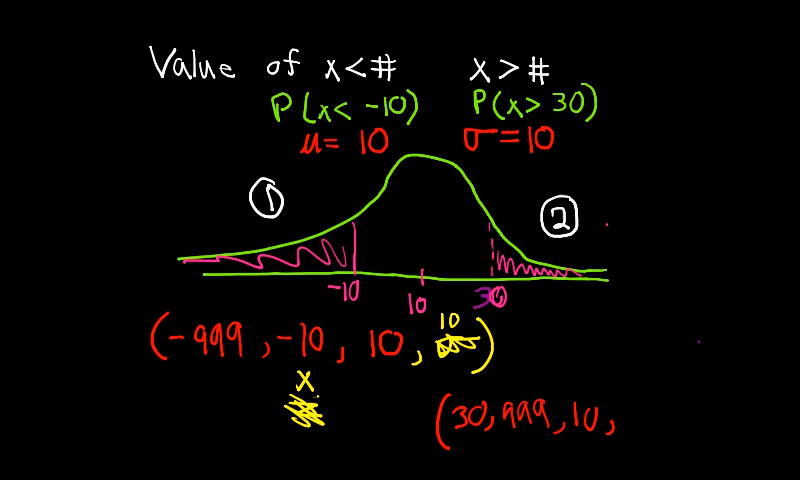 Value of x<# x>#
P(x< -10) P(x> 30)
μ= 10 σ=10
① ②
-10 10 30
10
(-999, -10, 10, )
x
(30,999,10,